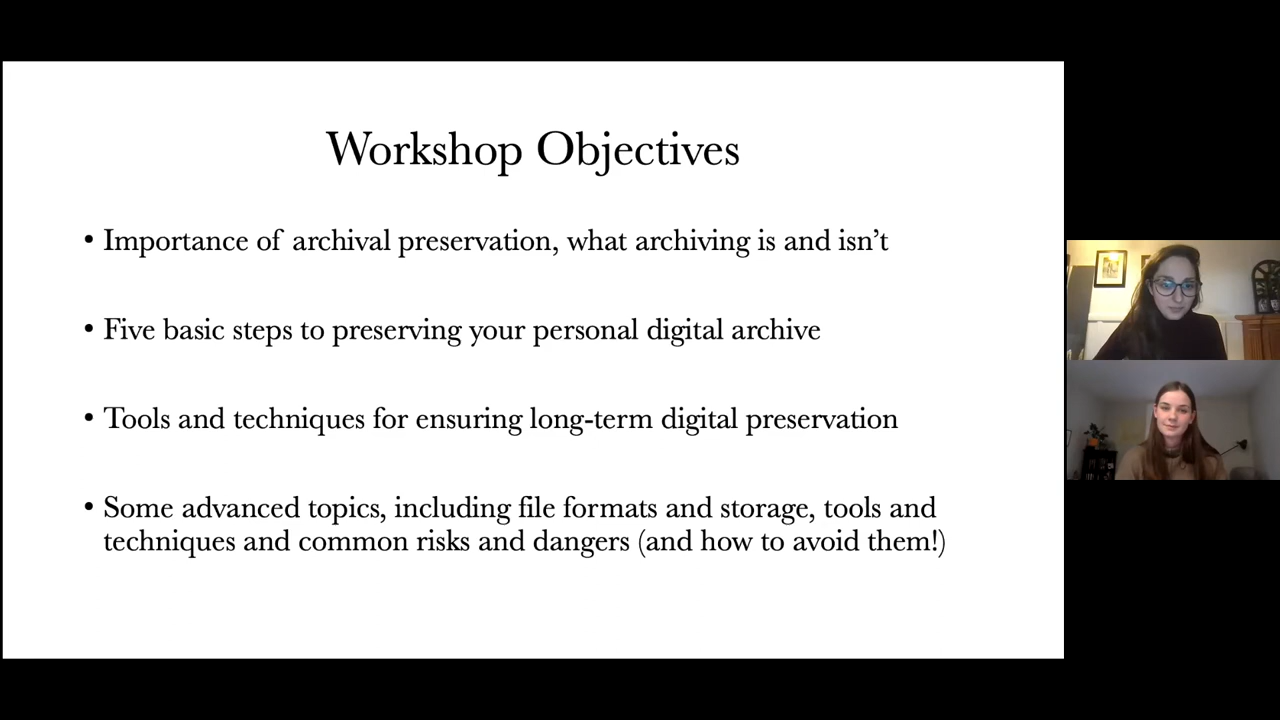 Workshop Objectives
• Importance of archival preservation, what archiving is and isn’t
• Five basic steps to preserving your personal digital archive
• Tools and techniques for ensuring long-term digital preservation
• Some advanced topics, including file formats and storage, tools and
techniques and common risks and dangers (and how to avoid them!)